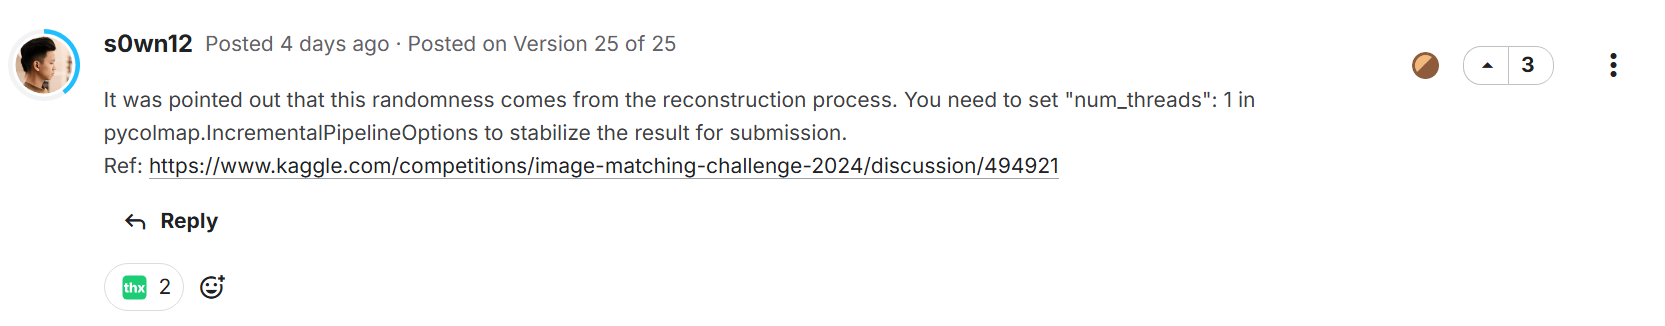 s0wn12 Posted 4 days ago · Posted on Version 25 of 25
3
It was pointed out that this randomness comes from the reconstruction process. You need to set "num_threads": 1 in
pycolmap.IncrementalPipelineOptions to stabilize the result for submission.
Ref: https://www.kaggle.com/competitions/image-matching-challenge-2024/discussion/494921
Reply
thx 2